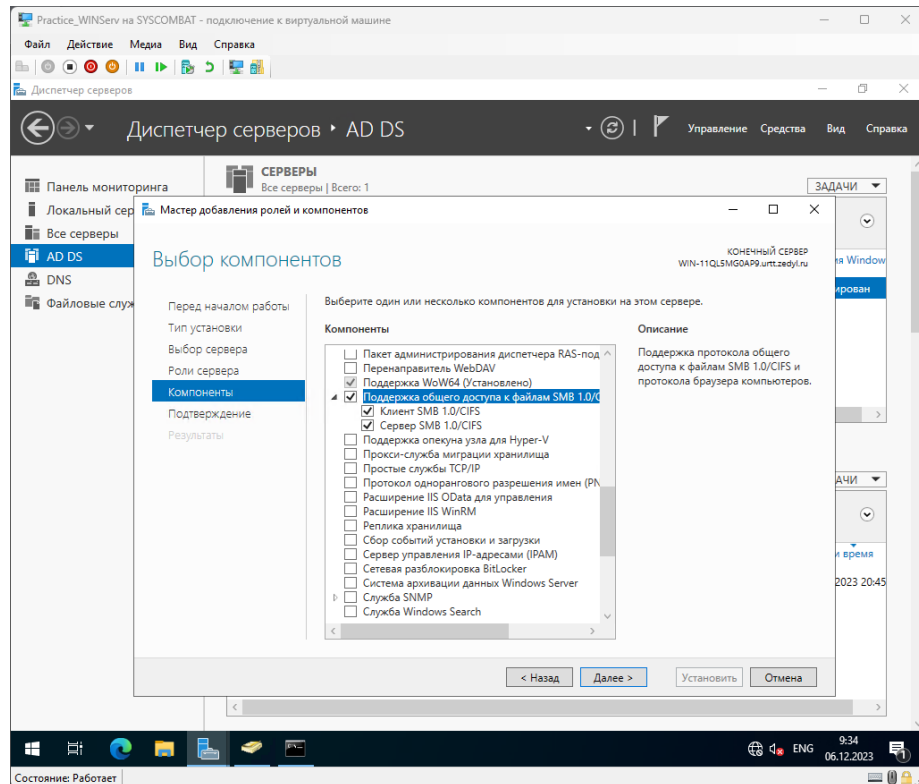 Practice_WINServ на SYSCOMBAT - подключение к виртуальной машине
Файл Действие Медиа Вид Справка
Диспетчер серверов
Диспетчер серверов AD DS
Управление Средства Вид Справка
Панель мониторинга
Локальный сер
Все серверы
AD DS
DNS
Файловые служ
СЕРВЕРЫ
Все серверы | Всего: 1
ЗАДАЧИ
я Window
ирован
АЧИ
и время
2023 20:45
Мастер добавления ролей и компонентов
Выбор компонентов
КОНЕЧНЫЙ СЕРВЕР
WIN-11QLSMG0AP9.urtt.zedyl.ru
Перед началом работы
Тип установки
Выбор сервера
Роли сервера
Компоненты
Подтверждение
Результаты
Выберите один или несколько компонентов для установки на этом сервере.
Компоненты
Пакет администрирования диспетчера RAS-под
Перенаправитель WebDAV
Поддержка WoW64 (Установлено)
Поддержка общего доступа к файлам SMB 1.0/C
Клиент SMB 1.0/CIFS
Сервер SMB 1.0/CIFS
Поддержка опекуна узла для Hyper-V
Прокси-служба миграции хранилища
Простые службы TCP/IP
Протокол однорангового разрешения имен (PN
Расширение IIS OData для управления
Расширение IIS WinRM
Реплика хранилища
Сбор событий установки и загрузки
Сервер управления IP-адресами (IPAM)
Сетевая разблокировка BitLocker
Система архивации данных Windows Server
Служба SNMP
Служба Windows Search
Описание
Поддержка протокола общего
доступа к файлам SMB 1.0/CIFS и
протокола браузера компьютеров.
< Назад Далее > Установить Отмена
ENG
9:34
06.12.2023
1
Состояние: Работает